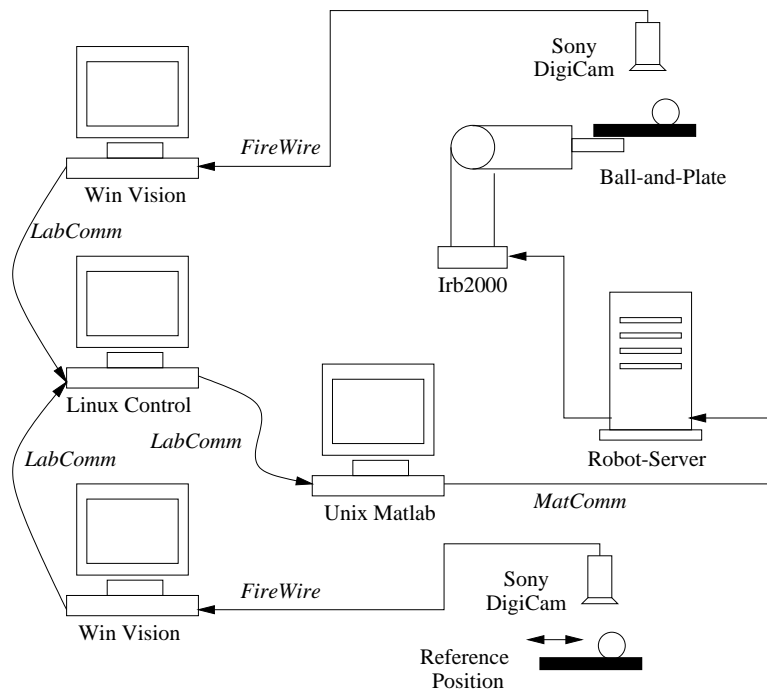 Sony
DigiCam
FireWire
Ball-and-Plate
Win Vision
LabComm
Irb2000
Linux Control
LabComm
LabComm
Robot-Server
Unix Matlab
MatComm
FireWire
Sony
DigiCam
Win Vision
Reference
Position